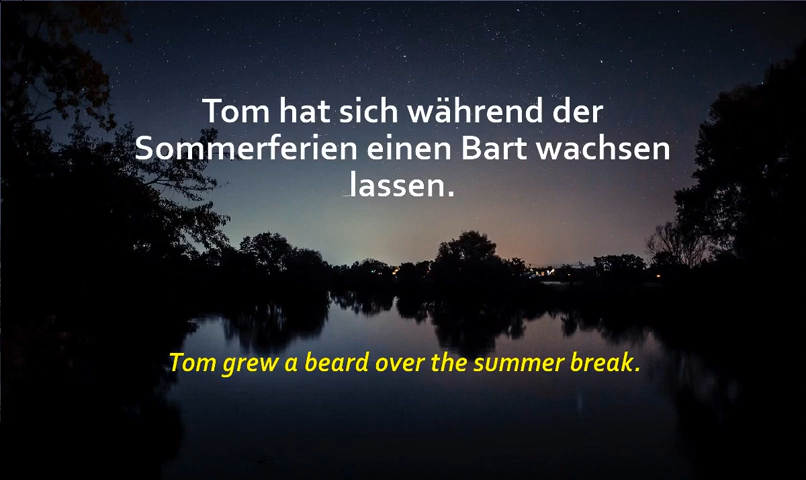 Tom hat sich während der
Sommerferien einen Bart wachsen
lassen.
Tom grew a beard over the summer break.